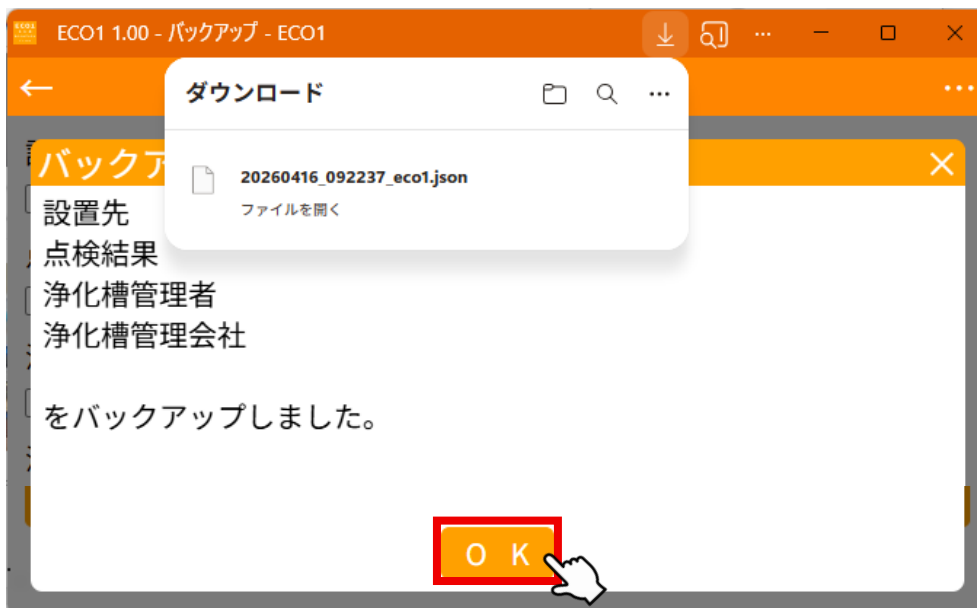 ECO1 1.00 - バックアップ - ECO1
ダウンロード
20260416_092237_eco1.json
ファイルを開く
バックア
設置先
点検結果
浄化槽管理者
浄化槽管理会社
をバックアップしました。
O K